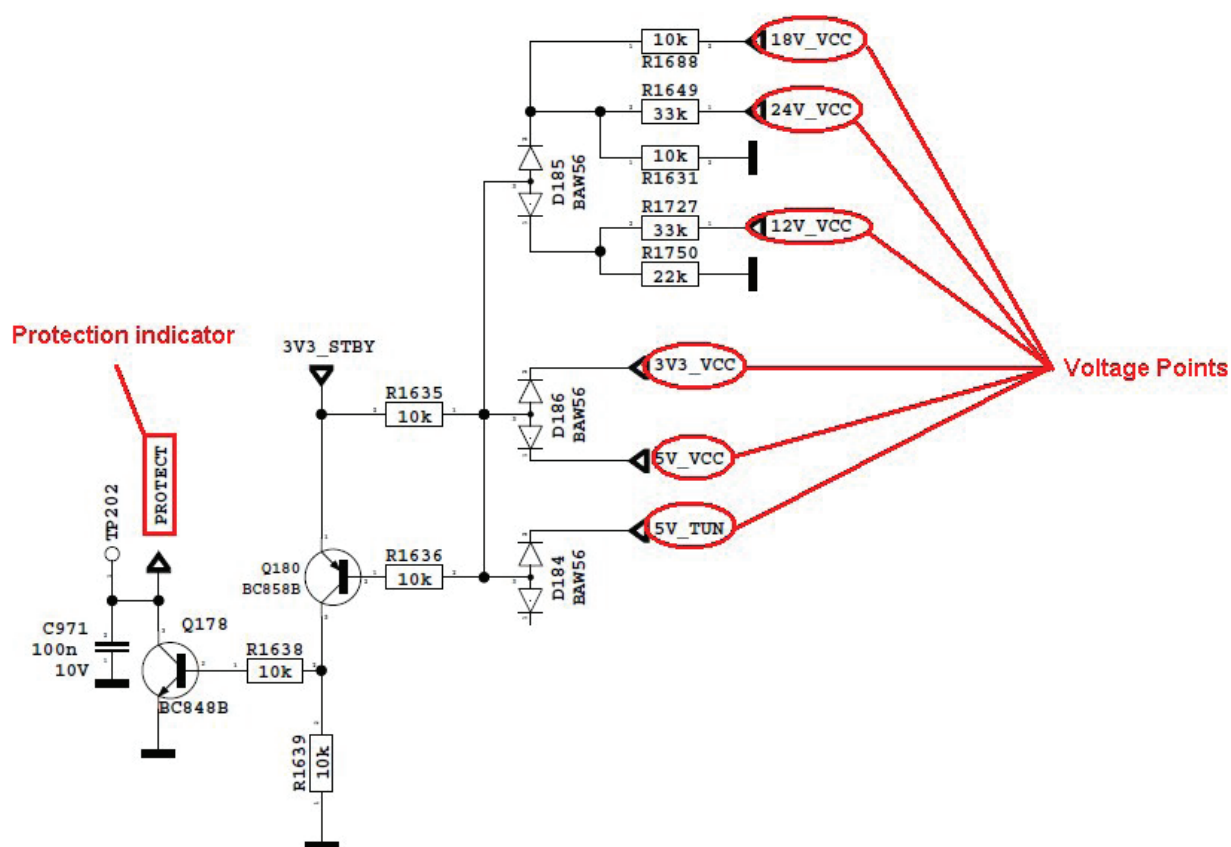 10k
18V_VCC
R1688
R1649
33k
24V_VCC
10k
R1631
D185
BAW56
R1727
33k
12V_VCC
R1750
22k
Protection indicator
3V3_STBY
3V3_VCC
Voltage Points
R1635
10k
D186
BAW56
5V_VCC
PROTECT
TP202
5V_TUN
Q180
BC858B
R1636
10k
D184
BAW56
C971
100n
10V
Q178
BC848B
R1638
10k
R1639
10k